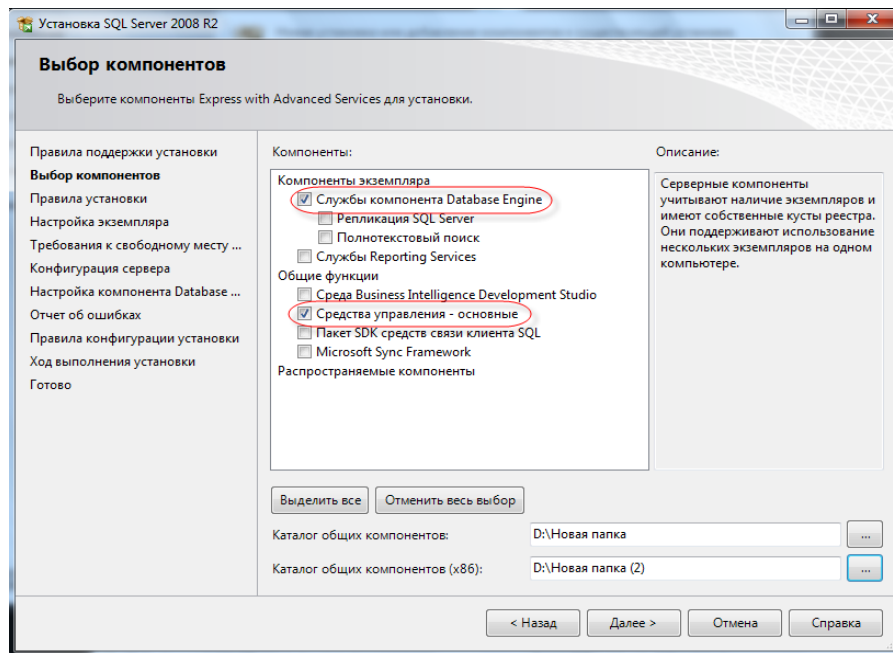 Установка SQL Server 2008 R2
Выбор компонентов
Выберите компоненты Express with Advanced Services для установки.
Правила поддержки установки
Выбор компонентов
Правила установки
Настройка экземпляра
Требования к свободному месту ...
Конфигурация сервера
Настройка компонента Database ...
Отчет об ошибках
Правила конфигурации установки
Ход выполнения установки
Готово
Компоненты:
Компоненты экземпляра
Службы компонента Database Engine
Репликация SQL Server
Полнотекстовый поиск
Службы Reporting Services
Общие функции
Среда Business Intelligence Development Studio
Средства управления - основные
Пакет SDK средств связи клиента SQL
Microsoft Sync Framework
Распространяемые компоненты
Описание:
Серверные компоненты
учитывают наличие экземпляров и
имеют собственные кусты реестра.
Они поддерживают использование
нескольких экземпляров на одном
компьютере.
Выделить все
Отменить весь выбор
Каталог общих компонентов:
D:\Новая папка
...
Каталог общих компонентов (x86):
D:\Новая папка (2)
...
< Назад
Далее >
Отмена
Справка